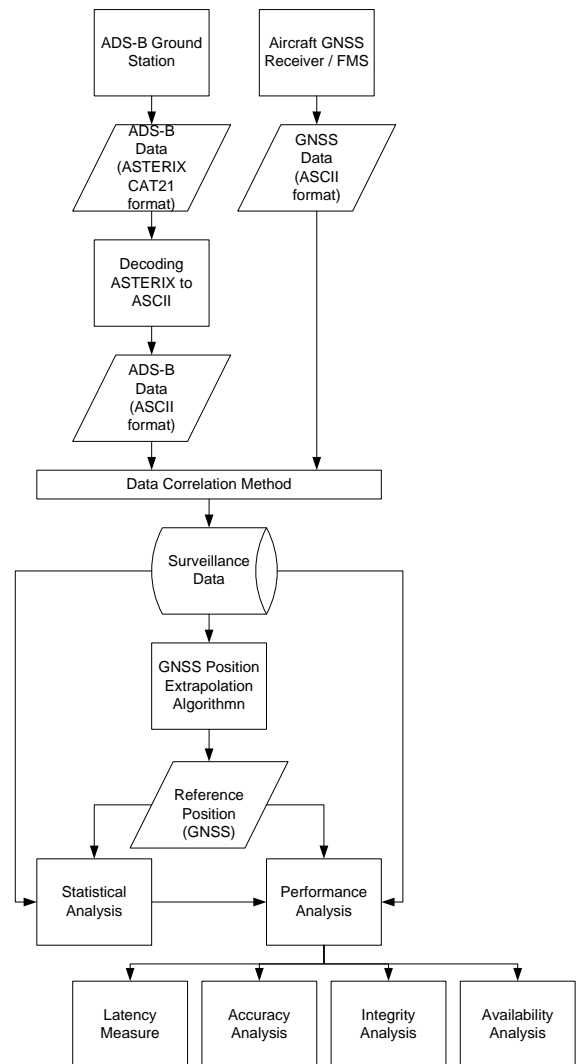 ADS-B Ground
Station
Aircraft GNSS
Receiver / FMS
ADS-B
Data
(ASTERIX
CAT21
format)
GNSS
Data
(ASCII
format)
Decoding
ASTERIX to
ASCII
ADS-B
Data
(ASCII
format)
Data Correlation Method
Surveillance
Data
GNSS Position
Extrapolation
Algorithmn
Reference
Position
(GNSS)
Statistical
Analysis
Performance
Analysis
Latency
Measure
Accuracy
Analysis
Integrity
Analysis
Availability
Analysis